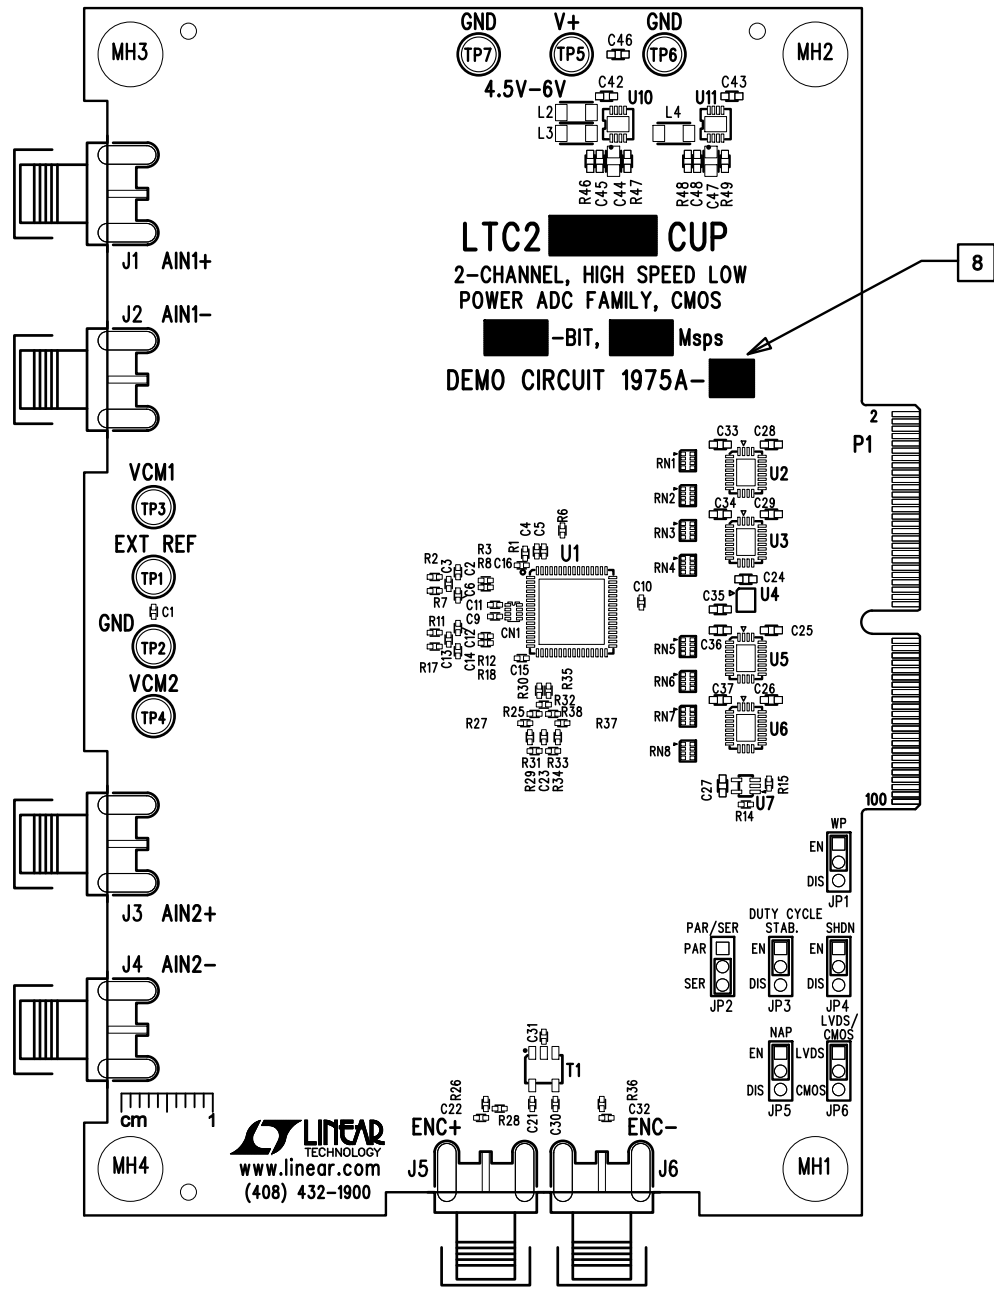 GND V+ GND
MH3 TP7 TP5 TP6 C46 MH2
4.5V-6V
C42 C43
U10 U11
L2 L4
L3
R46 C45 C44 R47 R48 C48 C47 R49
LTC2 CUP
8
2-CHANNEL, HIGH SPEED LOW
POWER ADC FAMILY, CMOS
-BIT, Msps
DEMO CIRCUIT 1975A-
J1 AIN1+
J2 AIN1-
VCM1
TP3
EXT REF
TP1
C1
GND
TP2
VCM2
TP4
2
P1
100
C33 C28
RN1 U2
RN2
C34 C29
RN3 U3
RN4
C24
U4
C35
C36 C25
RN5 U5
RN6
C37 C26
RN7 U6
RN8
C27 U7 R15
R14
C4 C5 R6
R1 U1
R3
R2 C3 C2 R8 C16
C10
R7 C6 C11
C9
CN1
R11
C13 C12 R12
R17 C14 R18 C15
R30 R35
R32
R27 R25 R38 R37
R31 R33
R29 C23 R34
J3 AIN2+
J4 AIN2-
WP
EN
DIS
JP1
PAR/SER
PAR
SER
JP2
DUTY CYCLE
STAB.
EN
DIS
JP3
SHDN
EN
DIS
JP4
NAP
EN
DIS
JP5
LVDS/
CMOS
LVDS
CMOS
JP6
C31
T1
R26 R36
C22 R28 C21 C30 C32
ENC+ ENC-
J5 J6
cm 1
LINEAR
TECHNOLOGY
www.linear.com
(408) 432-1900
MH4 MH1